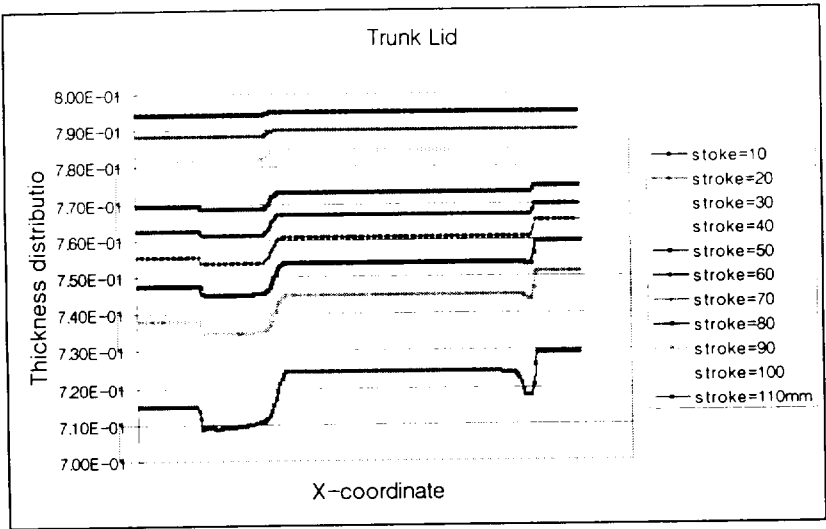 Trunk Lid
Thickness distributio
8.00E-01
7.90E-01
7.80E-01
7.70E-01
7.60E-01
7.50E-01
7.40E-01
7.30E-01
7.20E-01
7.10E-01
7.00E-01
X-coordinate
stoke=10
stroke=20
stroke=30
stroke=40
stroke=50
stroke=60
stroke=70
stroke=80
stroke=90
stroke=100
stroke=110mm